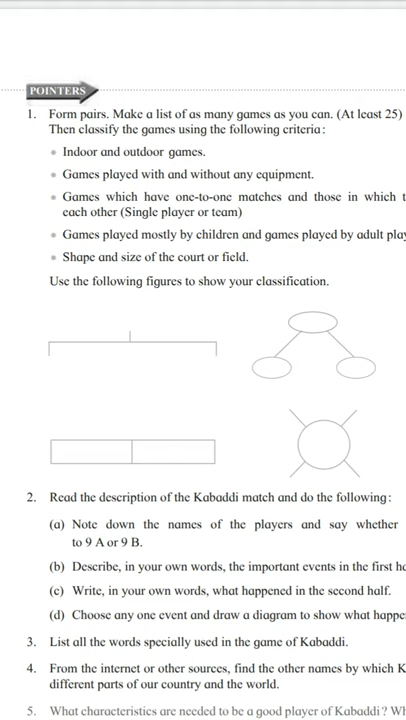 POINTERS
1. Form pairs. Make a list of as many games as you can. (At least 25)
Then classify the games using the following criteria:
• Indoor and outdoor games.
• Games played with and without any equipment.
• Games which have one-to-one matches and those in which t
each other (Single player or team)
• Games played mostly by children and games played by adult play
• Shape and size of the court or field.
Use the following figures to show your classification.
2. Read the description of the Kabaddi match and do the following:
(a) Note down the names of the players and say whether
to 9 A or 9 B.
(b) Describe, in your own words, the important events in the first ha
(c) Write, in your own words, what happened in the second half.
(d) Choose any one event and draw a diagram to show what happe
3. List all the words specially used in the game of Kabaddi.
4. From the internet or other sources, find the other names by which K
different parts of our country and the world.
5. What characteristics are needed to be a good player of Kabaddi? Wh